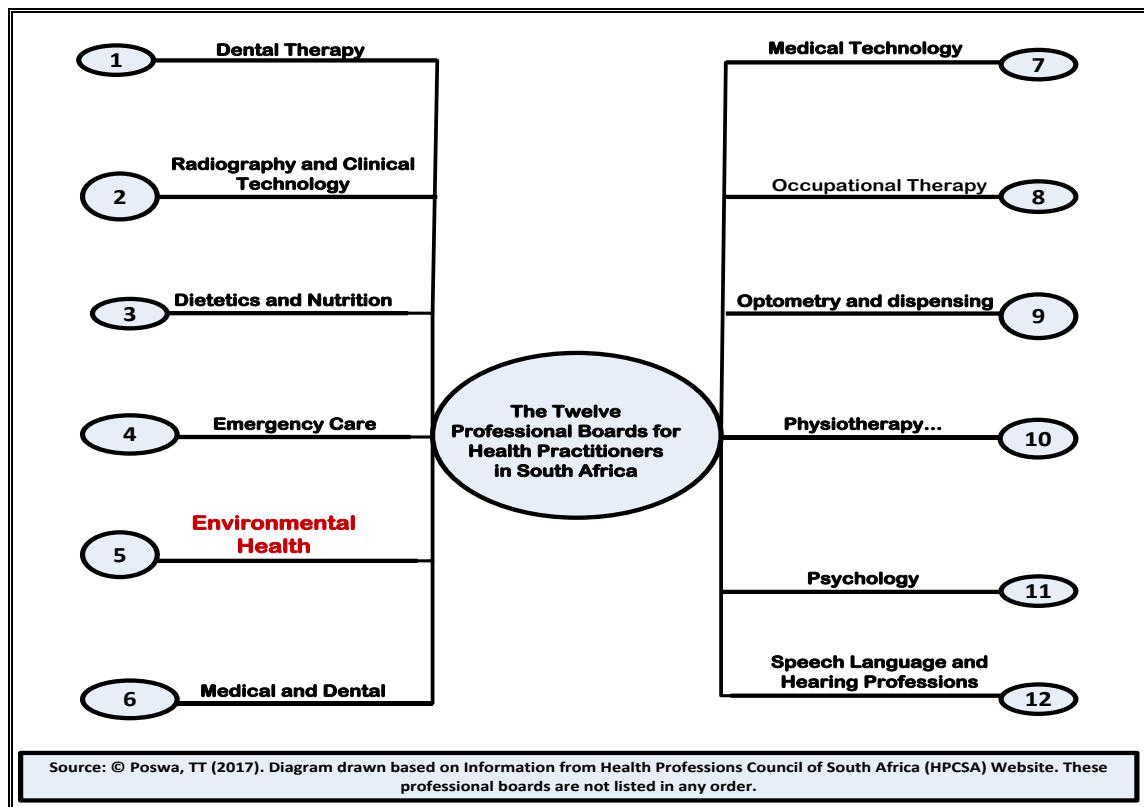 1
Dental Therapy
2
Radiography and Clinical
Technology
3
Dietetics and Nutrition
4
Emergency Care
5
Environmental
Health
6
Medical and Dental
The Twelve
Professional Boards for
Health Practitioners
in South Africa
Medical Technology
7
Occupational Therapy
8
Optometry and dispensing
9
Physiotherapy...
10
Psychology
11
Speech Language and
Hearing Professions
12
Source: © Poswa, TT (2017). Diagram drawn based on Information from Health Professions Council of South Africa (HPCSA) Website. These
professional boards are not listed in any order.